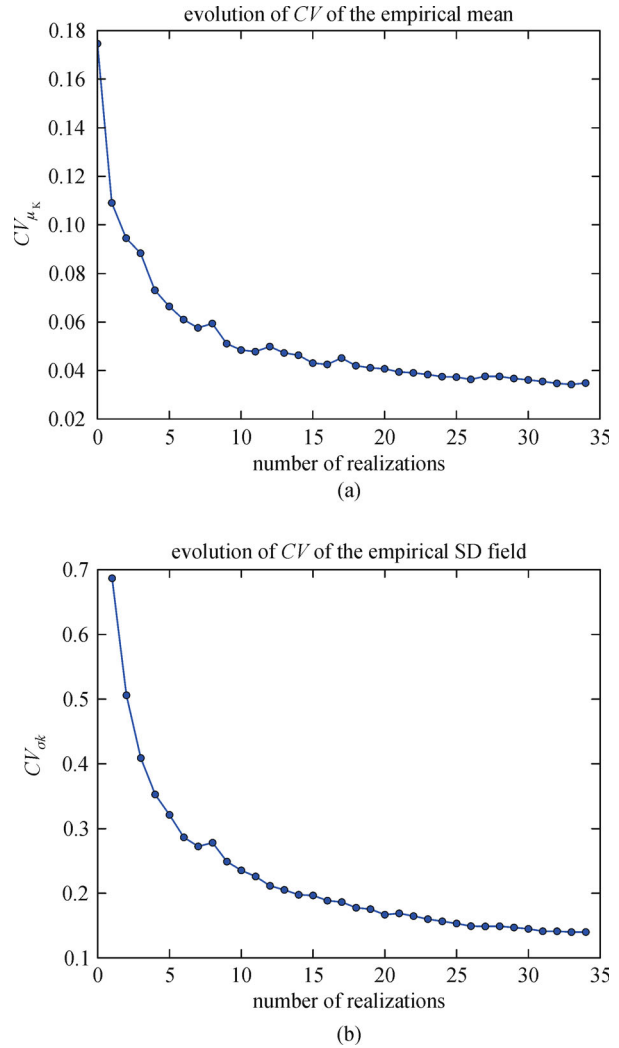 evolution of CV of the empirical mean
0.18
0.16
0.14
0.12
0.10
0.08
0.06
0.04
0.02
CVμK
0 5 10 15 20 25 30 35
number of realizations
(a)
evolution of CV of the empirical SD field
0.7
0.6
0.5
0.4
0.3
0.2
0.1
CVσk
0 5 10 15 20 25 30 35
number of realizations
(b)